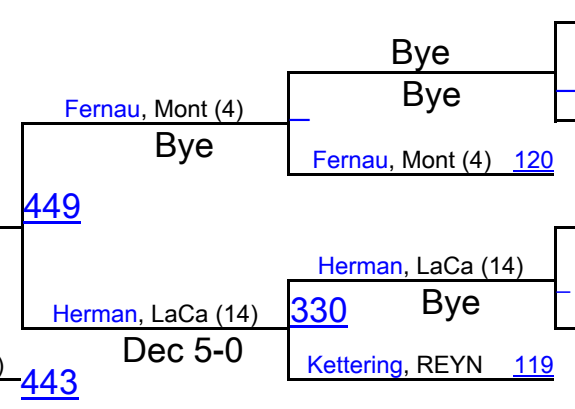 Bye
Bye
Fernau, Mont (4)
Bye
Fernau, Mont (4) 120
449
Herman, LaCa (14)
Bye
Herman, LaCa (14)
330
Dec 5-0
Kettering, REYN 119
)
443